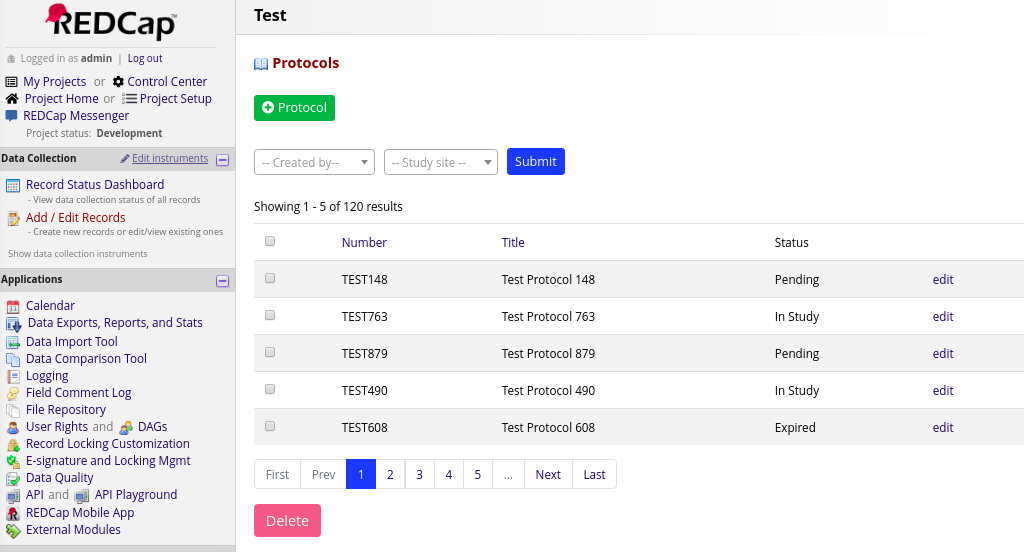 REDCap™
Logged in as admin | Log out
My Projects or Control Center
Project Home or Project Setup
REDCap Messenger
Project status: Development
Data Collection Edit instruments
Record Status Dashboard
- View data collection status of all records
Add / Edit Records
- Create new records or edit/view existing ones
Show data collection instruments
Applications
Calendar
Data Exports, Reports, and Stats
Data Import Tool
Data Comparison Tool
Logging
Field Comment Log
File Repository
User Rights and DAGs
Record Locking Customization
E-signature and Locking Mgmt
Data Quality
API and API Playground
REDCap Mobile App
External Modules
Test
Protocols
Protocol
-- Created by-- -- Study site -- Submit
Showing 1 - 5 of 120 results
Number Title Status
TEST148 Test Protocol 148 Pending edit
TEST763 Test Protocol 763 In Study edit
TEST879 Test Protocol 879 Pending edit
TEST490 Test Protocol 490 In Study edit
TEST608 Test Protocol 608 Expired edit
First Prev 1 2 3 4 5 ... Next Last
Delete